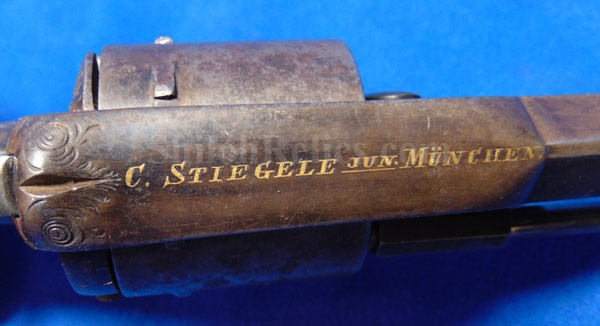 C. STIEGELE JUN. MÜNCHEN.